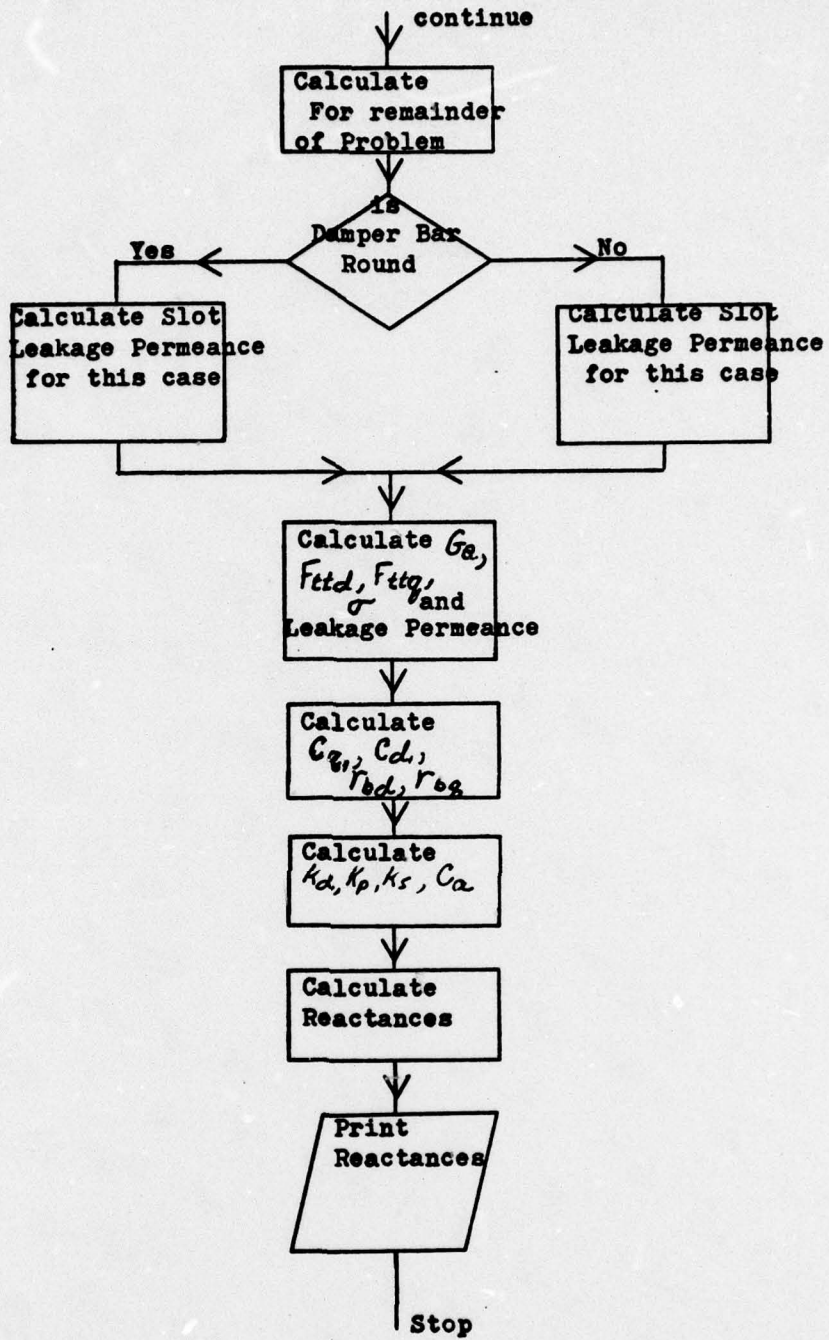 continue
Calculate
For remainder
of Problem
is
Damper Bar
Round
Yes
No
Calculate Slot
Leakage Permeance
for this case
Calculate Slot
Leakage Permeance
for this case
Calculate Ga,
Fttd, Fttq,
σ and
Leakage Permeance
Calculate
Cq1, Cd1,
rbd, rbq
Calculate
Kd, Kp, Ks, Ca
Calculate
Reactances
Print
Reactances
Stop